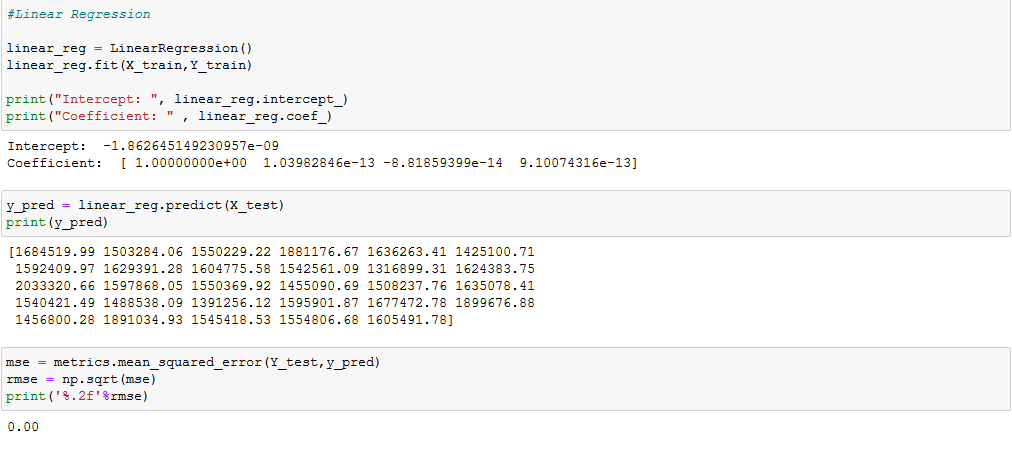 #Linear Regression
linear_reg = LinearRegression()
linear_reg.fit(X_train,Y_train)
print("Intercept: ", linear_reg.intercept_)
print("Coefficient: " , linear_reg.coef_)
Intercept:  -1.862645149230957e-09
Coefficient:  [ 1.00000000e+00  1.03982846e-13 -8.81859399e-14  9.10074316e-13]
y_pred = linear_reg.predict(X_test)
print(y_pred)
[1684519.99 1503284.06 1550229.22 1881176.67 1636263.41 1425100.71
1592409.97 1629391.28 1604775.58 1542561.09 1316899.31 1624383.75
2033320.66 1597868.05 1550369.92 1455090.69 1508237.76 1635078.41
1540421.49 1488538.09 1391256.12 1595901.87 1677472.78 1899676.88
1456800.28 1891034.93 1545418.53 1554806.68 1605491.78]
mse = metrics.mean_squared_error(Y_test,y_pred)
rmse = np.sqrt(mse)
print('%.2f'%rmse)
0.00